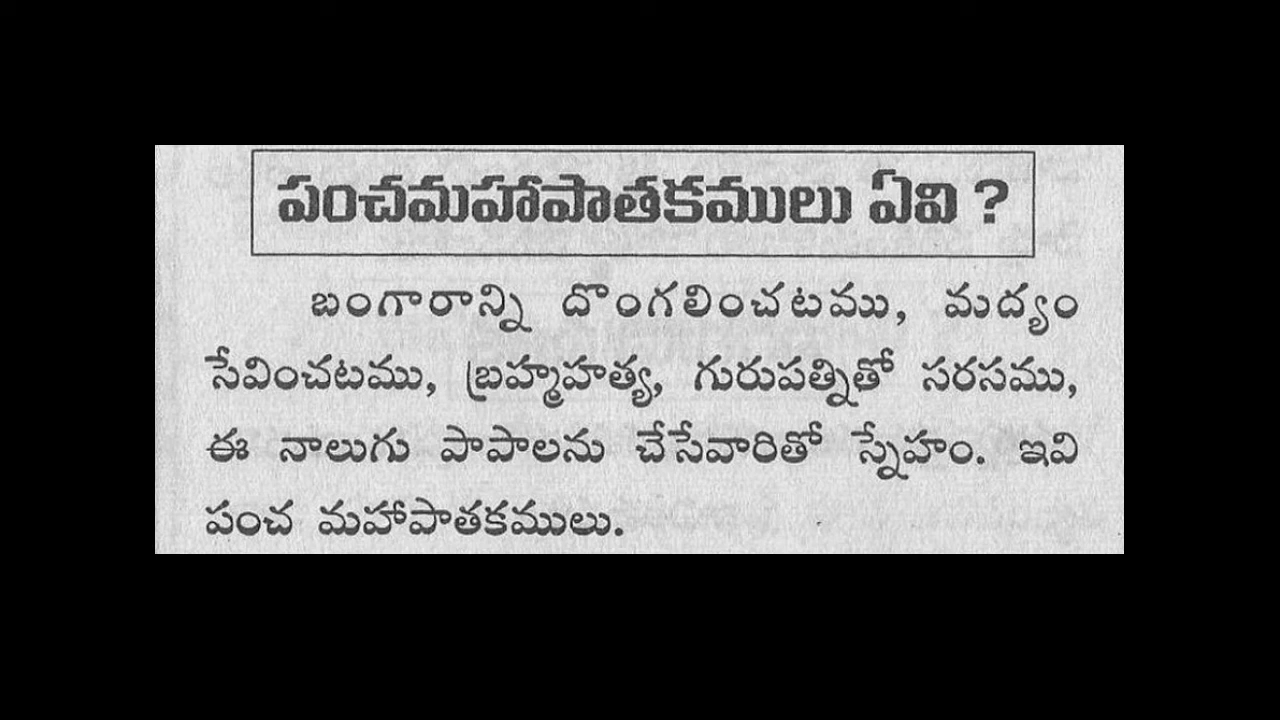 పంచమహాపాతకములు ఏవి ?
బంగారాన్ని దొంగలించటము, మద్యం
సేవించటము, బ్రహ్మహత్య, గురుపత్నితో సరసము,
ఈ నాలుగు పాపాలను చేసేవారితో స్నేహం. ఇవి
పంచ మహాపాతకములు.